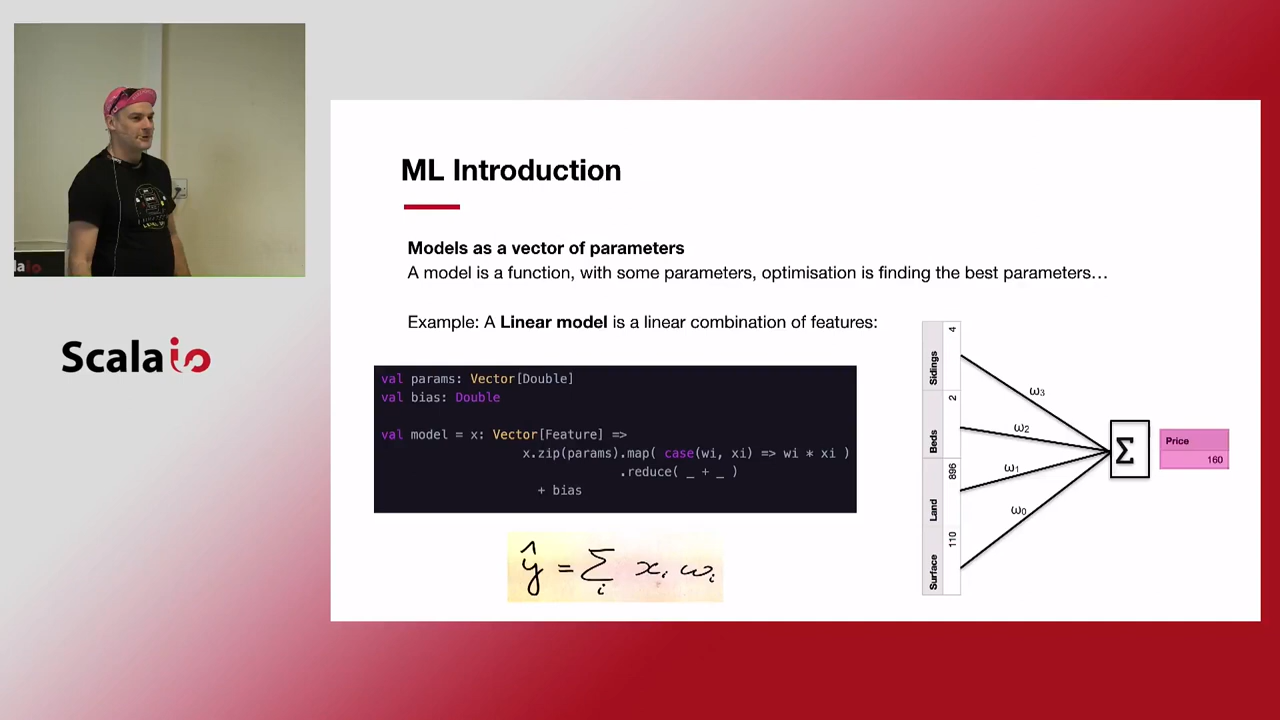 ML Introduction
Models as a vector of parameters
A model is a function, with some parameters, optimisation is finding the best parameters…
Example: A Linear model is a linear combination of features:
val params: Vector[Double]
val bias: Double
val model = x: Vector[Feature] =>
x.zip(params).map( case(wi, xi) => wi * xi )
.reduce( _ + _ )
+ bias
ŷ = Σ xᵢ ωᵢ
i
Sidings 4
Beds 2
Land 896
Surface 110
ω3
ω2
ω1
ω0
Σ
Price
160
Scalaio
laio